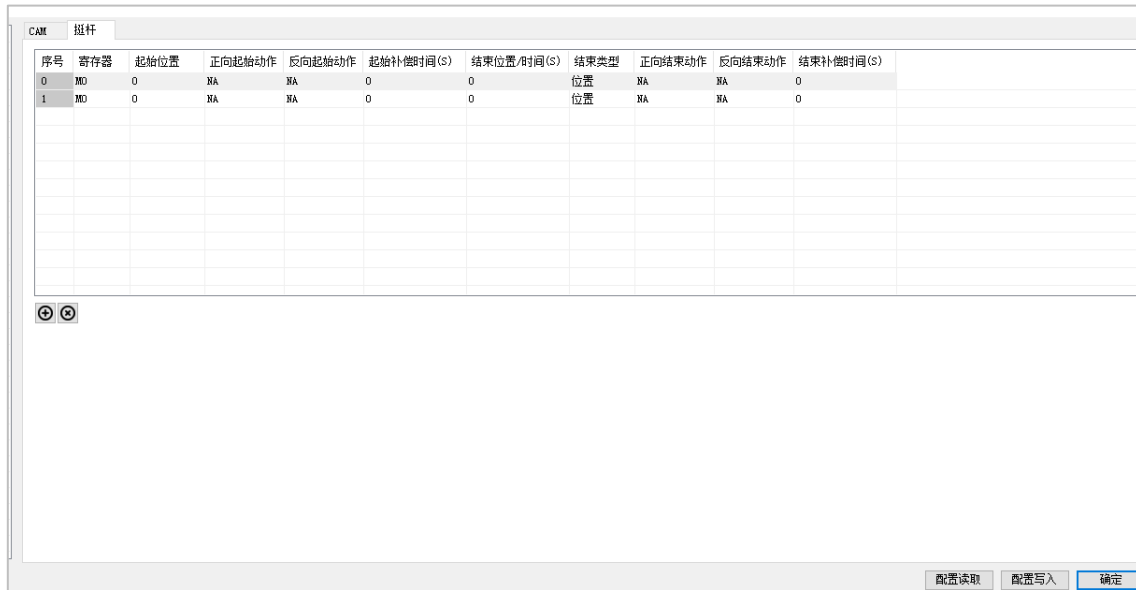 CAM 挺杆
序号 寄存器 起始位置 正向起始动作 反向起始动作 起始补偿时间(S) 结束位置/时间(S) 结束类型 正向结束动作 反向结束动作 结束补偿时间(S)
0 M0 0 NA NA 0 0 位置 NA NA 0
1 M0 0 NA NA 0 0 位置 NA NA 0
配置读取 配置写入 确定